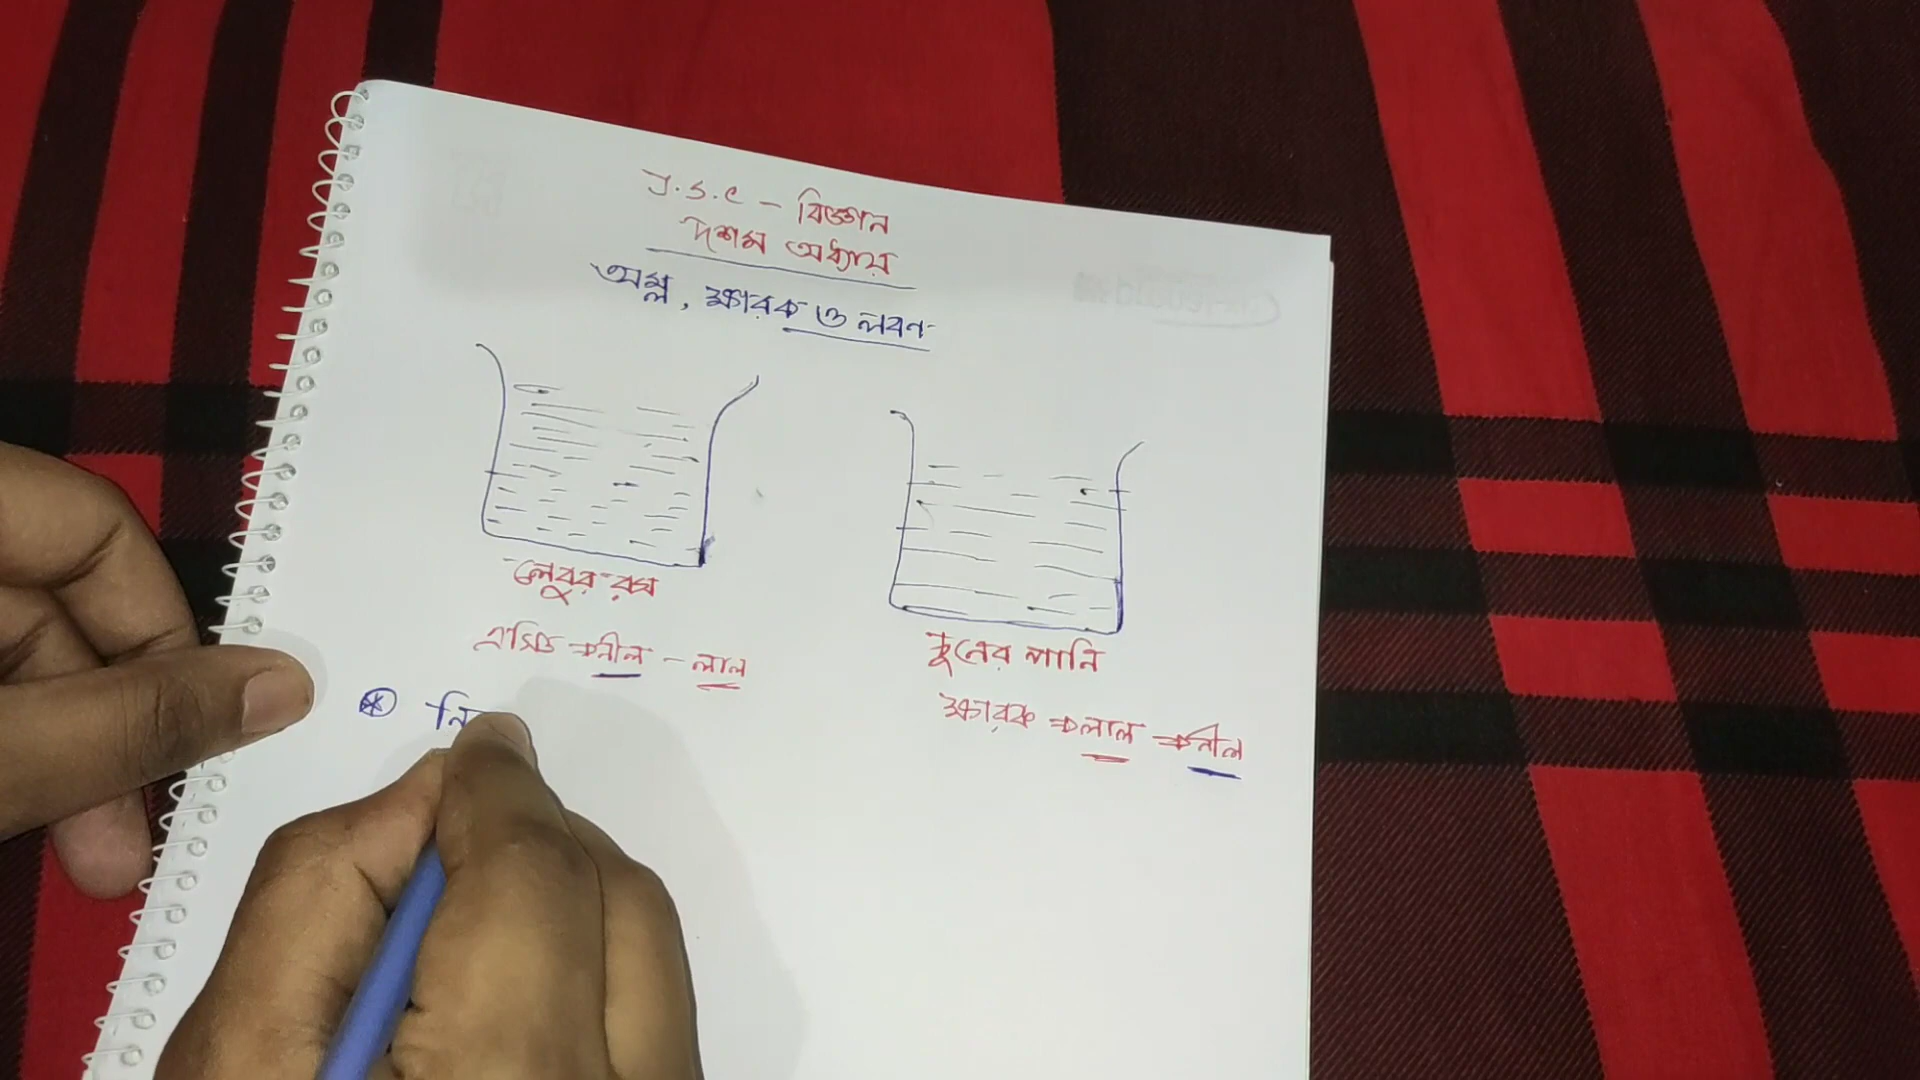 J.S.C - বিজ্ঞান
দশম অধ্যায়
অম্ল, ক্ষারক ও লবণ
লেবুর রস
চুনের পানি
এসিড ⇒ নীল - লাল
ক্ষারক ⇒ লাল ⇒ নীল
নি